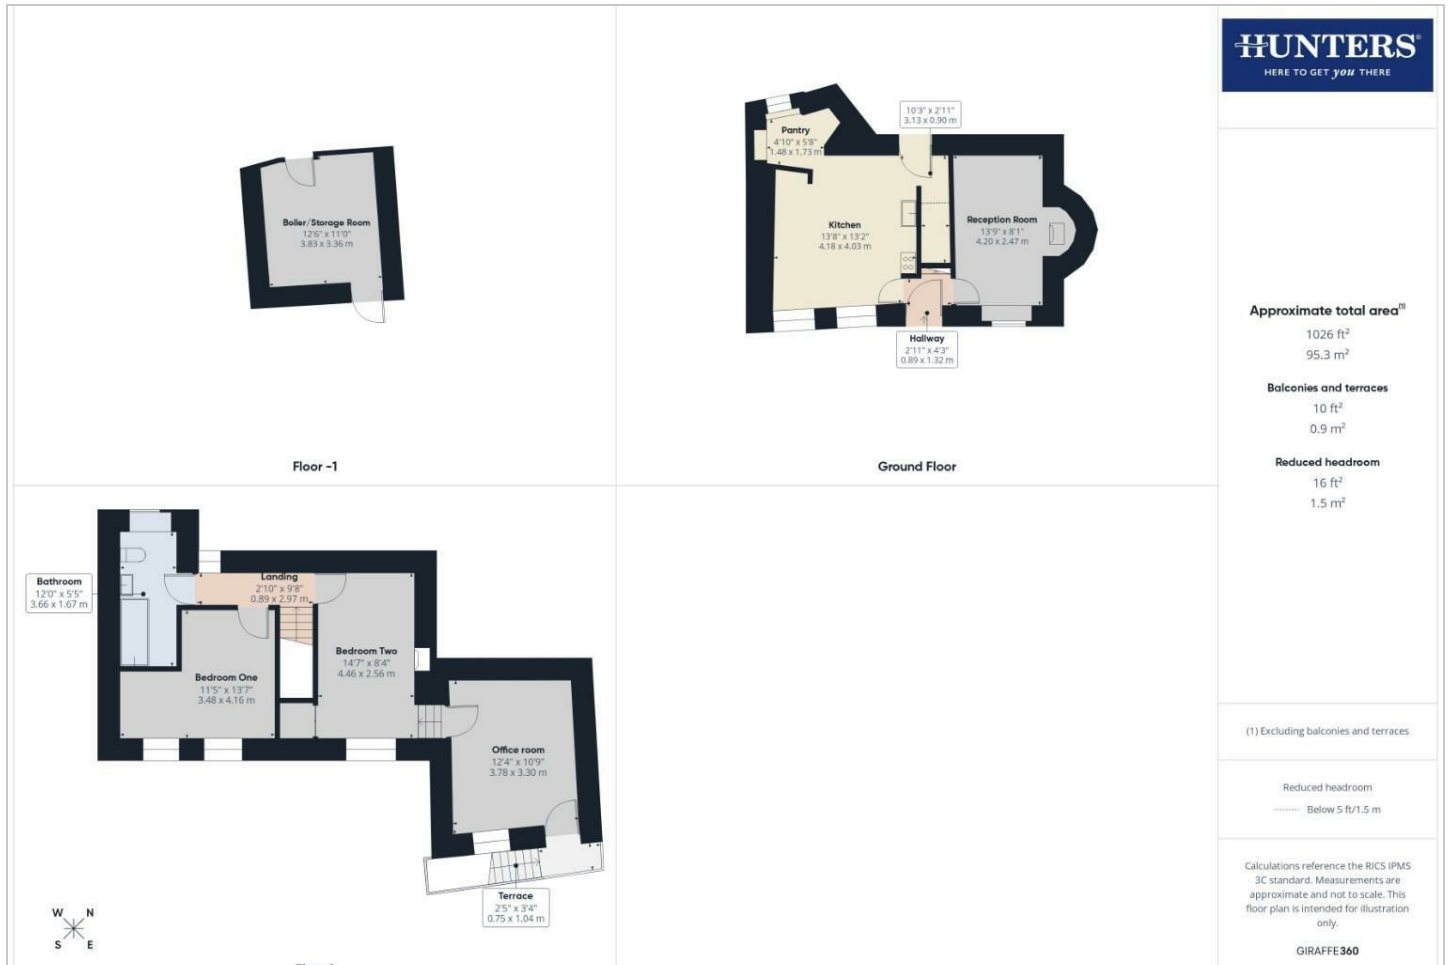 HUNTERS®
HERE TO GET you THERE
Boiler/Storage Room
12'6" x 11'0"
3.83 x 3.36 m
Floor -1
Pantry
4'10" x 5'8"
1.48 x 1.73 m
10'3" x 2'11"
3.13 x 0.90 m
Kitchen
13'8" x 13'2"
4.18 x 4.03 m
Reception Room
13'9" x 8'1"
4.20 x 2.47 m
Hallway
2'11" x 4'3"
0.89 x 1.32 m
Ground Floor
Bathroom
12'0" x 5'5"
3.66 x 1.67 m
Landing
2'10" x 9'8"
0.89 x 2.97 m
Bedroom One
11'5" x 13'7"
3.48 x 4.16 m
Bedroom Two
14'7" x 8'4"
4.46 x 2.56 m
Office room
12'4" x 10'9"
3.78 x 3.30 m
Terrace
2'5" x 3'4"
0.75 x 1.04 m
W N
S E
Approximate total area(1)
1026 ft²
95.3 m²
Balconies and terraces
10 ft²
0.9 m²
Reduced headroom
16 ft²
1.5 m²
(1) Excluding balconies and terraces
Reduced headroom
Below 5 ft/1.5 m
Calculations reference the RICS IPMS
3C standard. Measurements are
approximate and not to scale. This
floor plan is intended for illustration
only.
GIRAFFE360